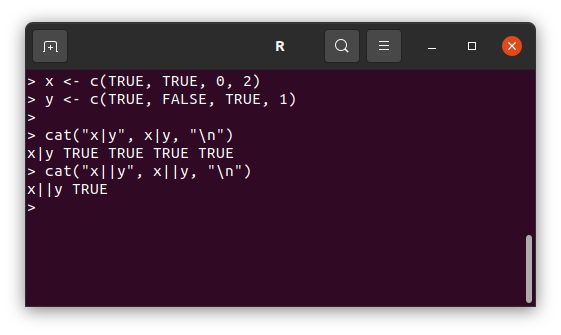 R
> x <- c(TRUE, TRUE, 0, 2)
> y <- c(TRUE, FALSE, TRUE, 1)
>
> cat("x|y", x|y, "\n")
x|y TRUE TRUE TRUE TRUE
> cat("x||y", x||y, "\n")
x||y TRUE
>